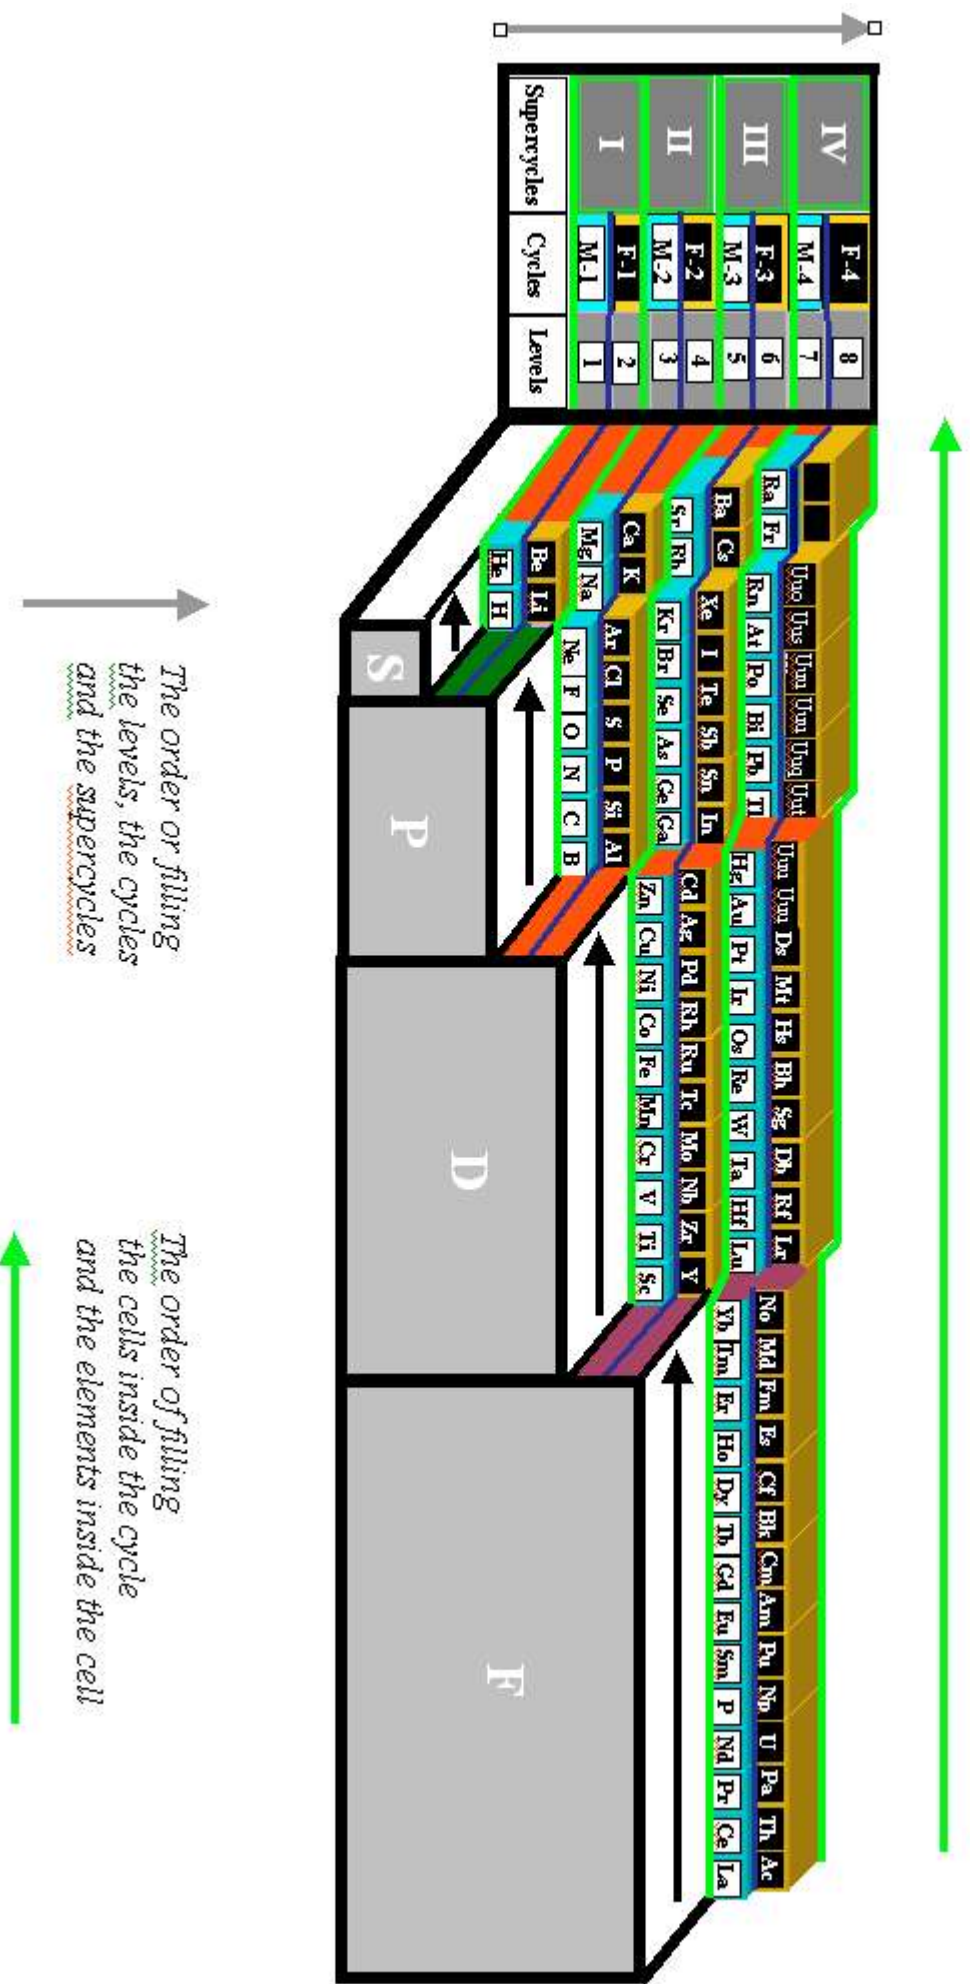 IV
F-4 8
Uuo Uus Uuq Uut
Ds Mt Hs Bh Sg Db Rf Lr
No Md Fm Es Cf Bk Cm Am Pu Np U Pa Th Ac
M-4 7
Ra Fr
Rn At Po Bi Pb Tl
Hg Au Pt Ir Os Re W Ta Hf Lu
Yb Tm Er Ho Dy Tb Gd Eu Sm P Nd Pr Ce La
III
F-3 6
Ba Cs
Xe I Te Sb Sn In
Cd Ag Pd Rh Ru Tc Mo Nb Zr Y
M-3 5
Sr Rb
Kr Br Se As Ge Ga
Zn Cu Ni Co Fe Mn Cr V Ti Sc
II
F-2 4
Ca K
Ar Cl S P Si Al
M-2 3
Mg Na
Ne F O N C B
I
F-1 2
Be Li
M-1 1
He H
Supercycles Cycles Levels
S
P
D
F
The order or filling
the levels, the cycles
and the supercycles
The order of filling
the cells inside the cycle
and the elements inside the cell